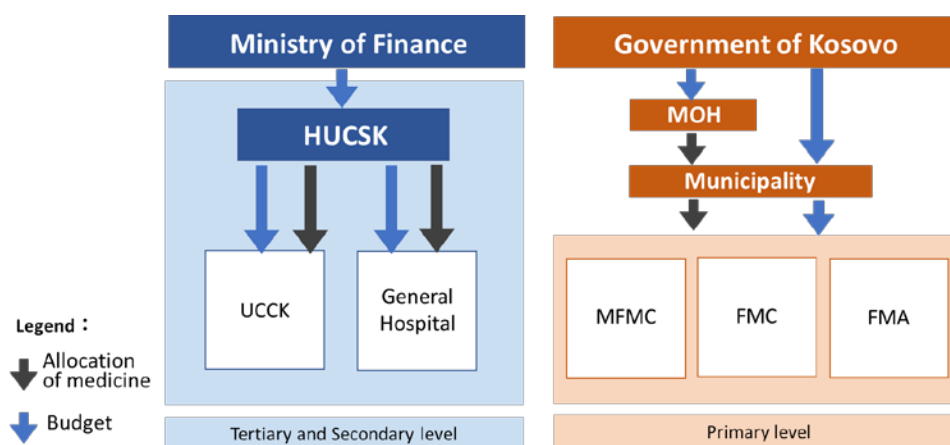 Ministry of Finance
Government of Kosovo
HUCSK
MOH
Municipality
UCCK
General
Hospital
MFMC
FMC
FMA
Legend：
Allocation
of medicine
Budget
Tertiary and Secondary level
Primary level